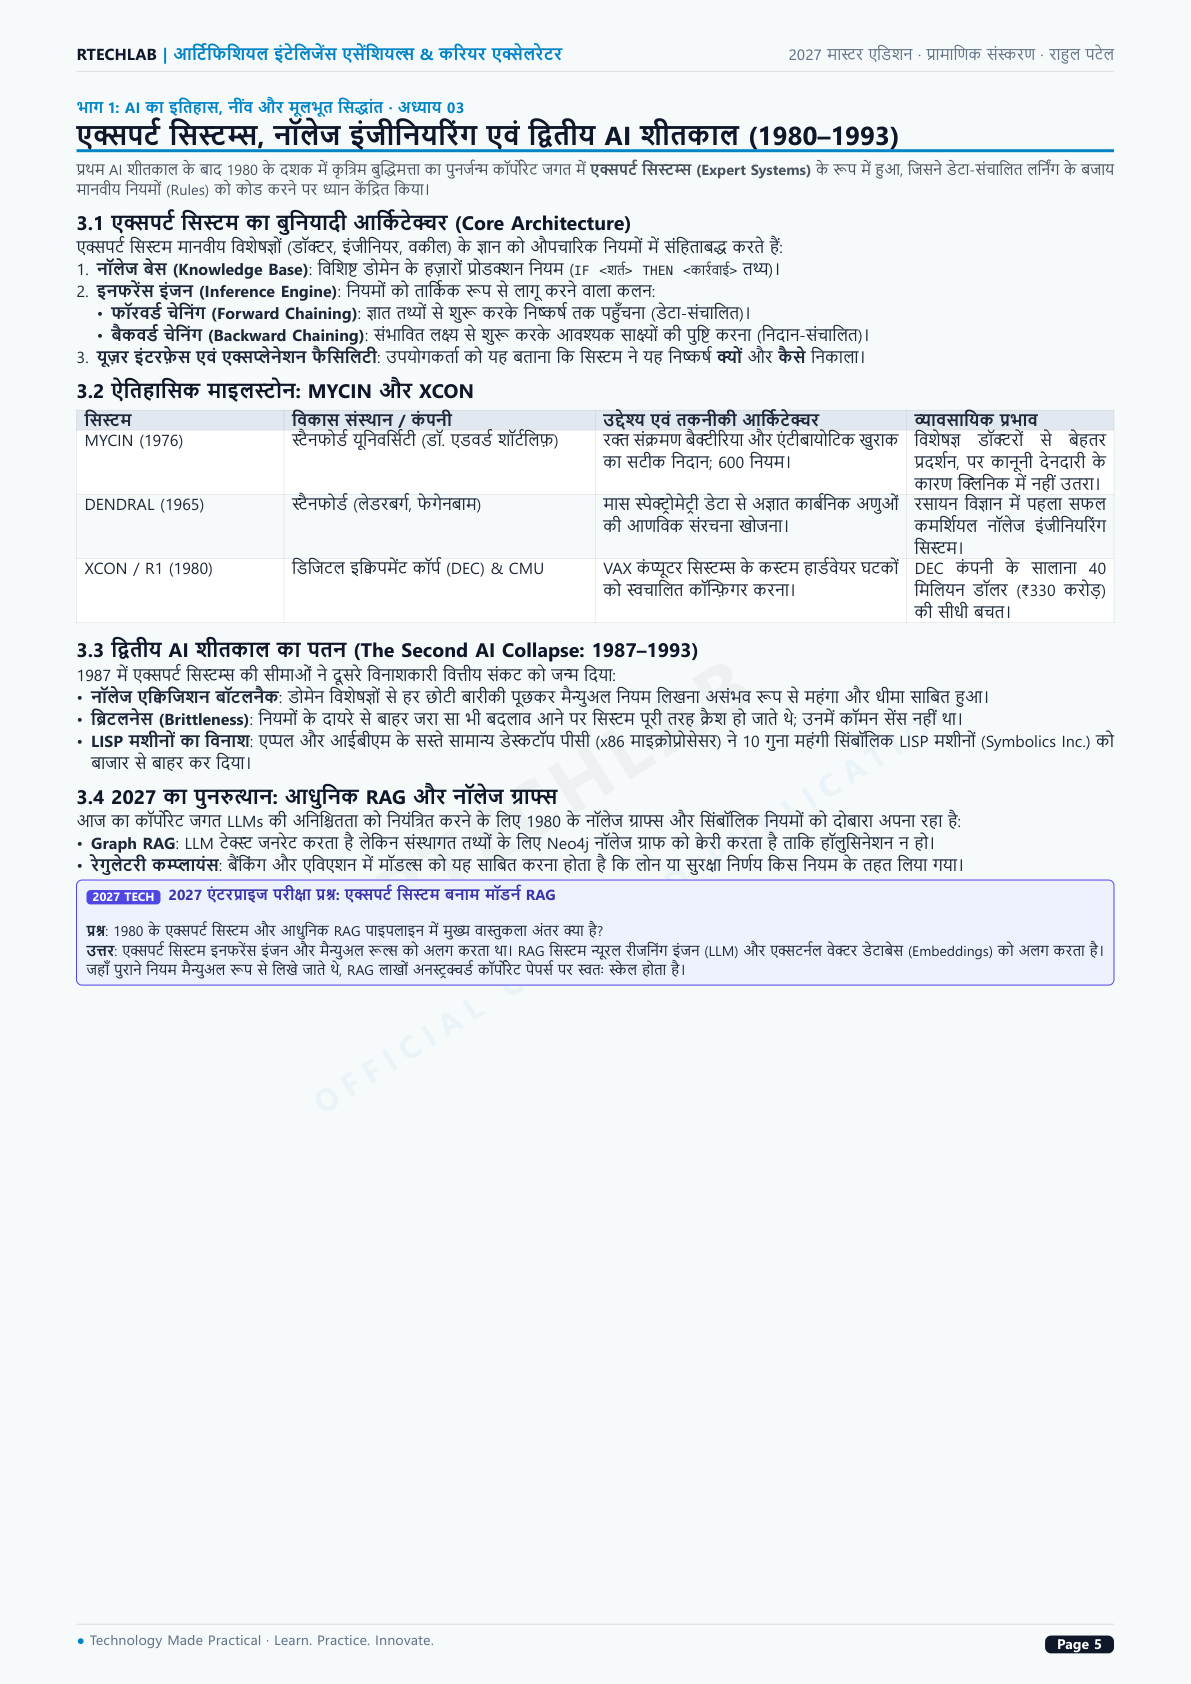 RTECHLAB | आर्टिफिशियल इंटेलिजेंस एसेंशियल्स & करियर एक्सेलरेटर
2027 मास्टर एडिशन · प्रामाणिक संस्करण · राहुल पटेल
भाग 1: AI का इतिहास, नींव और मूलभूत सिद्धांत · अध्याय 03
एक्सपर्ट सिस्टम्स, नॉलेज इंजीनियरिंग एवं द्वितीय AI शीतकाल (1980–1993)
प्रथम AI शीतकाल के बाद 1980 के दशक में कृत्रिम बुद्धिमत्ता का पुनर्जन्म कॉर्पोरेट जगत में एक्सपर्ट सिस्टम्स (Expert Systems) के रूप में हुआ, जिसने डेटा-संचालित लर्निंग के बजाय
मानवीय नियमों (Rules) को कोड करने पर ध्यान केंद्रित किया।
3.1 एक्सपर्ट सिस्टम का बुनियादी आर्किटेक्चर (Core Architecture)
एक्सपर्ट सिस्टम मानवीय विशेषज्ञों (डॉक्टर, इंजीनियर, वकील) के ज्ञान को औपचारिक नियमों में संहिताबद्ध करते हैं:
1. नॉलेज बेस (Knowledge Base): विशिष्ट डोमेन के हज़ारों प्रोडक्शन नियम (IF <शर्त> THEN <कार्रवाई> तथ्य)।
2. इनफरेंस इंजन (Inference Engine): नियमों को तार्किक रूप से लागू करने वाला कलन:
• फॉरवर्ड चेनिंग (Forward Chaining): ज्ञात तथ्यों से शुरू करके निष्कर्ष तक पहुँचना (डेटा-संचालित)।
• बैकवर्ड चेनिंग (Backward Chaining): संभावित लक्ष्य से शुरू करके आवश्यक साक्ष्यों की पुष्टि करना (निदान-संचालित)।
3. यूज़र इंटरफ़ेस एवं एक्सप्लेनेशन फैसिलिटी: उपयोगकर्ता को यह बताना कि सिस्टम ने यह निष्कर्ष क्यों और कैसे निकाला।
3.2 ऐतिहासिक माइलस्टोन: MYCIN और XCON
सिस्टम विकास संस्थान / कंपनी उद्देश्य एवं तकनीकी आर्किटेक्चर व्यावसायिक प्रभाव
MYCIN (1976) स्टैनफोर्ड यूनिवर्सिटी (डॉ. एडवर्ड शॉर्टलिफ़) रक्त संक्रमण बैक्टीरिया और एंटीबायोटिक खुराक विशेषज्ञ डॉक्टरों से बेहतर
का सटीक निदान; 600 नियम। प्रदर्शन, पर कानूनी देनदारी के
कारण क्लिनिक में नहीं उतरा।
DENDRAL (1965) स्टैनफोर्ड (लेडरबर्ग, फेगेनबाम) मास स्पेक्ट्रोमेट्री डेटा से अज्ञात कार्बनिक अणुओं रसायन विज्ञान में पहला सफल
की आणविक संरचना खोजना। कमर्शियल नॉलेज इंजीनियरिंग
सिस्टम।
XCON / R1 (1980) डिजिटल इक्विपमेंट कॉर्प (DEC) & CMU VAX कंप्यूटर सिस्टम्स के कस्टम हार्डवेयर घटकों DEC कंपनी के सालाना 40
को स्वचालित कॉन्फ़िगर करना। मिलियन डॉलर (₹330 करोड़)
की सीधी बचत।
3.3 द्वितीय AI शीतकाल का पतन (The Second AI Collapse: 1987–1993)
1987 में एक्सपर्ट सिस्टम्स की सीमाओं ने दूसरे विनाशकारी वित्तीय संकट को जन्म दिया:
• नॉलेज एक्विजिशन बॉटलनैक: डोमेन विशेषज्ञों से हर छोटी बारीकी पूछकर मैन्युअल नियम लिखना असंभव रूप से महंगा और धीमा साबित हुआ।
• ब्रिटलनेस (Brittleness): नियमों के दायरे से बाहर जरा सा भी बदलाव आने पर सिस्टम पूरी तरह क्रैश हो जाते थे; उनमें कॉमन सेंस नहीं था।
• LISP मशीनों का विनाश: एप्पल और आईबीएम के सस्ते सामान्य डेस्कटॉप पीसी (x86 माइक्रोप्रोसेसर) ने 10 गुना महंगी सिंबॉलिक LISP मशीनों (Symbolics Inc.) को
बाजार से बाहर कर दिया।
3.4 2027 का पुनरुत्थान: आधुनिक RAG और नॉलेज ग्राफ्स
आज का कॉर्पोरेट जगत LLMs की अनिश्चितता को नियंत्रित करने के लिए 1980 के नॉलेज ग्राफ्स और सिंबॉलिक नियमों को दोबारा अपना रहा है:
• Graph RAG: LLM टेक्स्ट जनरेट करता है लेकिन संस्थागत तथ्यों के लिए Neo4j नॉलेज ग्राफ को क्वेरी करता है ताकि हॉलुसिनेशन न हो।
• रेगुलेटरी कम्प्लायंस: बैंकिंग और एविएशन में मॉडल्स को यह साबित करना होता है कि लोन या सुरक्षा निर्णय किस नियम के तहत लिया गया।
2027 TECH 2027 एंटरप्राइज परीक्षा प्रश्न: एक्सपर्ट सिस्टम बनाम मॉडर्न RAG
प्रश्न: 1980 के एक्सपर्ट सिस्टम और आधुनिक RAG पाइपलाइन में मुख्य वास्तुकला अंतर क्या है?
उत्तर: एक्सपर्ट सिस्टम इनफरेंस इंजन और मैन्युअल रूल्स को अलग करता था। RAG सिस्टम न्यूरल रीजनिंग इंजन (LLM) और एक्सटर्नल वेक्टर डेटाबेस (Embeddings) को अलग करता है।
जहाँ पुराने नियम मैन्युअल रूप से लिखे जाते थे, RAG लाखों अनस्ट्रक्चर्ड कॉर्पोरेट पेपर्स पर स्वतः स्केल होता है।
● Technology Made Practical · Learn. Practice. Innovate.
Page 5